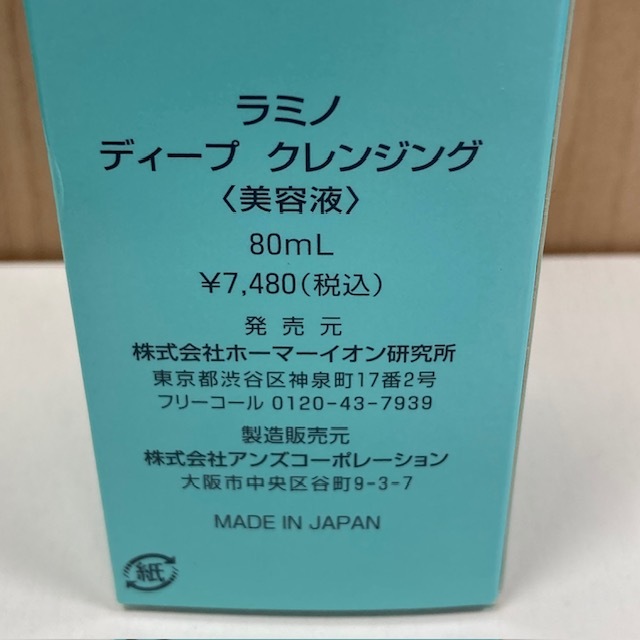 ラミノ
ディープ クレンジング
〈美容液〉
80mL
¥7,480(税込)
発売元
株式会社ホーマーイオン研究所
東京都渋谷区神泉町17番2号
フリーコール 0120-43-7939
製造販売元
株式会社アンズコーポレーション
大阪市中央区谷町9-3-7
MADE IN JAPAN
紙